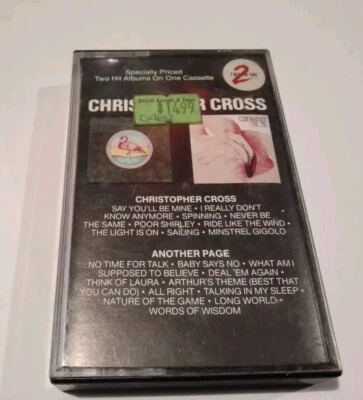 Specially Priced
Two Hit Albums On One Cassette
2
CHRIS ER CROSS
$14.99
CHRISTOPHER CROSS
SAY YOU'LL BE MINE • I REALLY DON'T
KNOW ANYMORE • SPINNING • NEVER BE
THE SAME • POOR SHIRLEY • RIDE LIKE THE WIND •
THE LIGHT IS ON • SAILING • MINSTREL GIGOLO
ANOTHER PAGE
NO TIME FOR TALK • BABY SAYS NO • WHAT AM I
SUPPOSED TO BELIEVE • DEAL 'EM AGAIN •
THINK OF LAURA • ARTHUR'S THEME (BEST THAT
YOU CAN DO) • ALL RIGHT • TALKING IN MY SLEEP •
NATURE OF THE GAME • LONG WORLD •
WORDS OF WISDOM